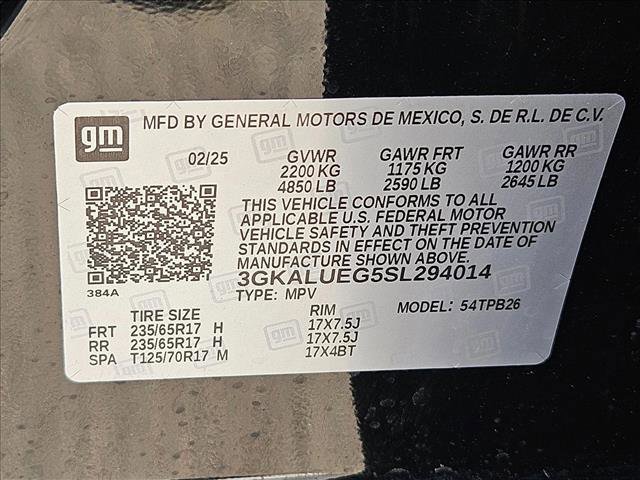 gm MFD BY GENERAL MOTORS DE MEXICO, S. DE R.L. DE C.V.
02/25 GVWR GAWR FRT GAWR RR
2200 KG 1175 KG 1200 KG
4850 LB 2590 LB 2645 LB
THIS VEHICLE CONFORMS TO ALL
APPLICABLE U.S. FEDERAL MOTOR
VEHICLE SAFETY AND THEFT PREVENTION
STANDARDS IN EFFECT ON THE DATE OF
MANUFACTURE SHOWN ABOVE.
3GKALUEG5SL294014
384A TYPE: MPV MODEL: 54TPB26
TIRE SIZE RIM
FRT 235/65R17 H 17X7.5J
RR 235/65R17 H 17X7.5J
SPA T125/70R17 M 17X4BT